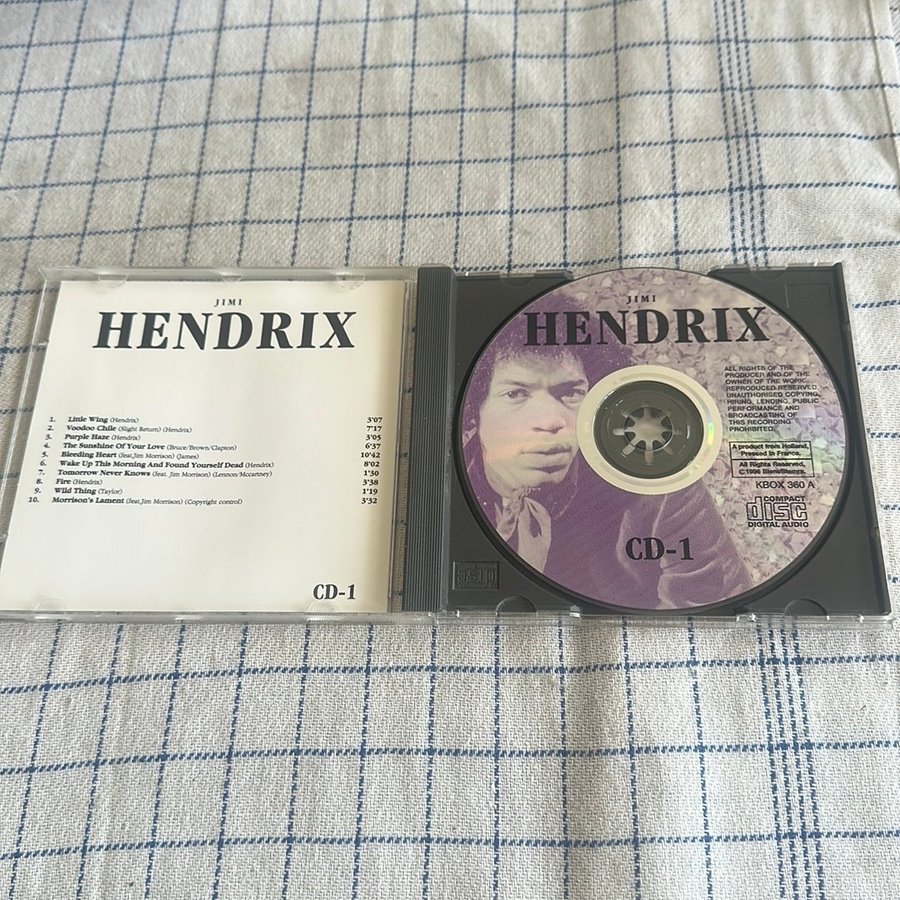 JIMI
HENDRIX
1. Little Wing (Hendrix) 3'07
2. Voodoo Chile (Slight Return) (Hendrix) 7'17
3. Purple Haze (Hendrix) 3'05
4. The Sunshine Of Your Love (Bruce/Brown/Clapton) 6'37
5. Bleeding Heart (feat.Jim Morrison) (James) 10'42
6. Wake Up This Morning And Found Yourself Dead (Hendrix) 8'02
7. Tomorrow Never Knows (feat. Jim Morrison) (Lennon/Mccartney) 1'30
8. Fire (Hendrix) 3'38
9. Wild Thing (Taylor) 1'19
10. Morrison's Lament (feat.Jim Morrison) (Copyright control) 3'32
CD-1
JIMI
HENDRIX
ALL RIGHTS OF THE
PRODUCER AND OF THE
OWNER OF THE WORK
REPRODUCED RESERVED.
UNAUTHORISED COPYING,
HIRING, LENDING, PUBLIC
PERFORMANCE AND
BROADCASTING OF
THIS RECORDING
PROHIBITED.
A product from Holland,
Pressed in France.
All Rights Reserved,
C.1996 Biem/Stemra.
KBOX 360 A
COMPACT
disc
DIGITAL AUDIO
CD-1